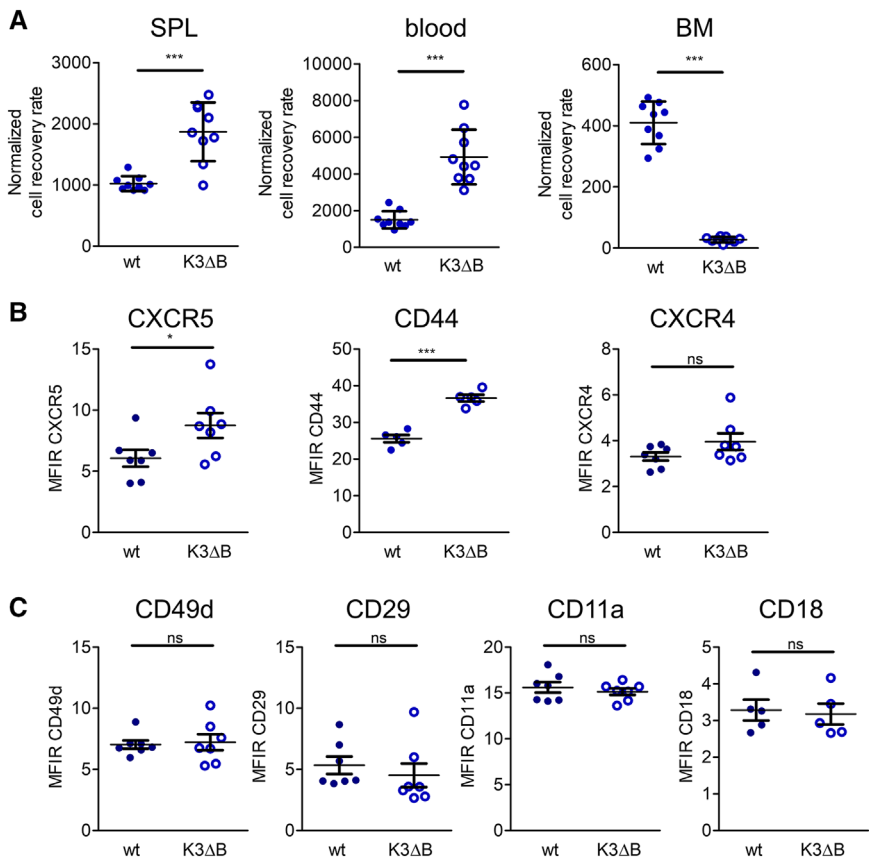 A
SPL
blood
BM
Normalized
cell recovery rate
3000
2000
1000
0
***
wt
K3ΔB
Normalized
cell recovery rate
10000
8000
6000
4000
2000
0
***
wt
K3ΔB
Normalized
cell recovery rate
600
400
200
0
***
wt
K3ΔB
B
CXCR5
CD44
CXCR4
MFIR CXCR5
15
10
5
0
*
wt
K3ΔB
MFIR CD44
50
40
30
20
10
0
***
wt
K3ΔB
MFIR CXCR4
8
6
4
2
0
ns
wt
K3ΔB
C
CD49d
CD29
CD11a
CD18
MFIR CD49d
15
10
5
0
ns
wt
K3ΔB
MFIR CD29
15
10
5
0
ns
wt
K3ΔB
MFIR CD11a
20
15
10
5
0
ns
wt
K3ΔB
MFIR CD18
5
4
3
2
1
0
ns
wt
K3ΔB